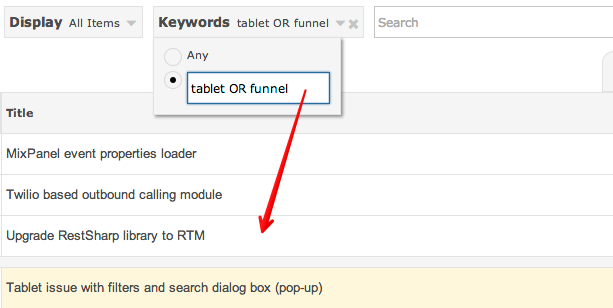 Display All Items Keywords tablet OR funnel Search
Any
tablet OR funnel
Title
MixPanel event properties loader
Twilio based outbound calling module
Upgrade RestSharp library to RTM
Tablet issue with filters and search dialog box (pop-up)